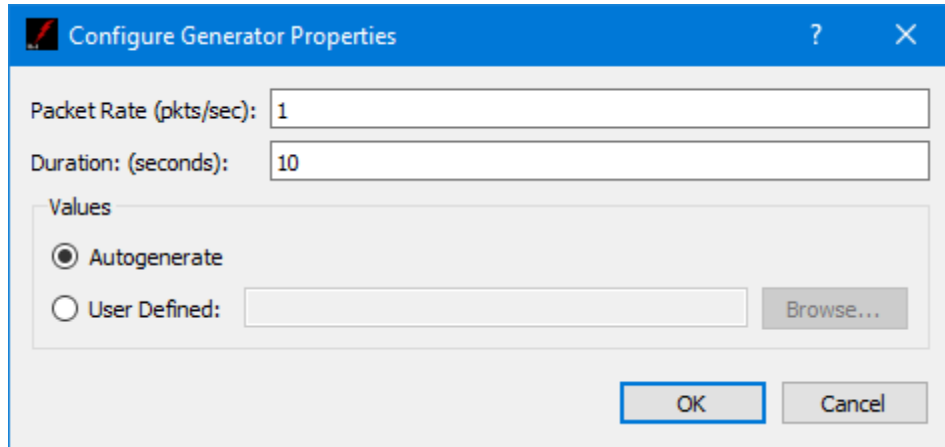 Configure Generator Properties
Packet Rate (pkts/sec): 1
Duration: (seconds): 10
Values
Autogenerate
User Defined: Browse...
OK Cancel